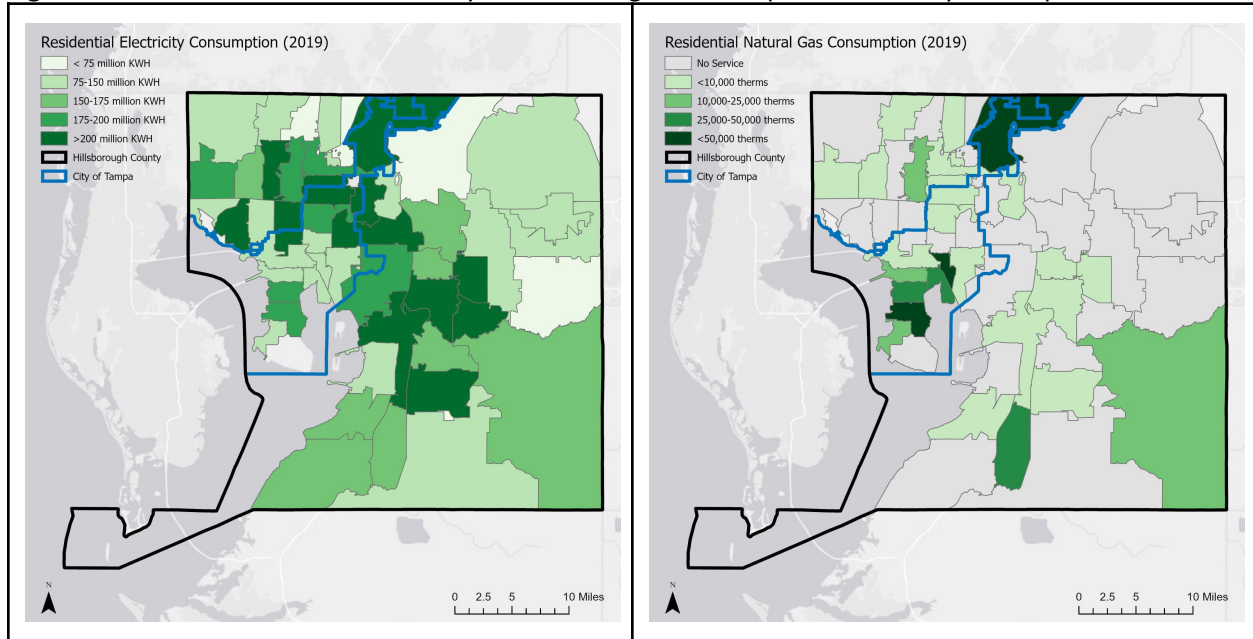 Residential Electricity Consumption (2019)
< 75 million KWH
75-150 million KWH
150-175 million KWH
175-200 million KWH
>200 million KWH
Hillsborough County
City of Tampa
N
0 2.5 5 10 Miles
Residential Natural Gas Consumption (2019)
No Service
<10,000 therms
10,000-25,000 therms
25,000-50,000 therms
<50,000 therms
Hillsborough County
City of Tampa
N
0 2.5 5 10 Miles